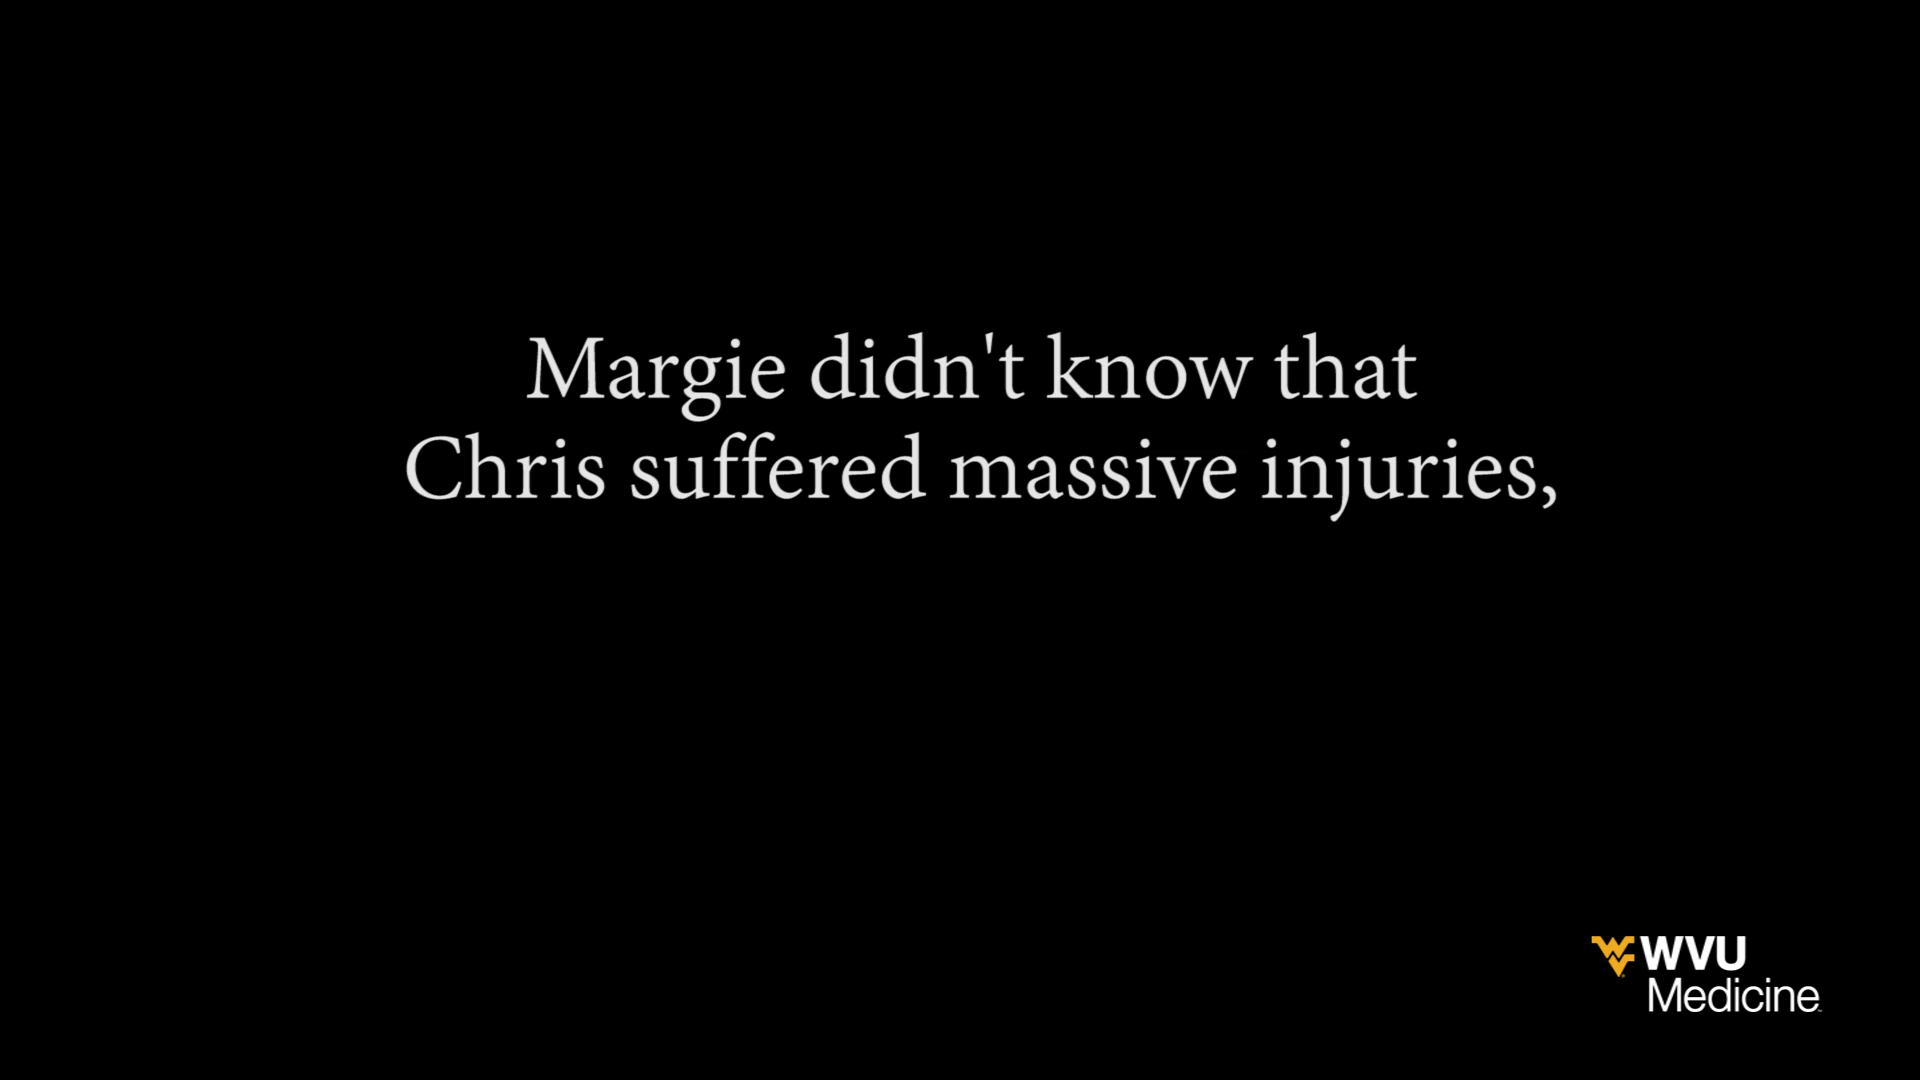 Margie didn't know that
Chris suffered massive injuries,
WVU
Medicine